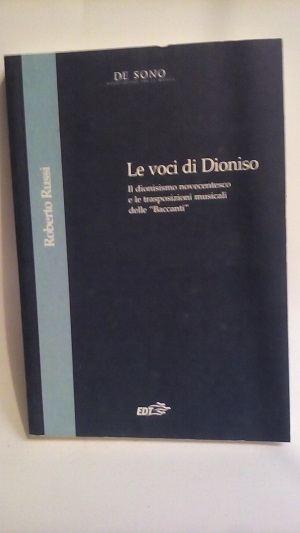 DE SONO
Roberto Russi
Le voci di Dioniso
Il dionisismo novecentesco
e le trasposizioni musicali
delle "Baccanti"
EDT